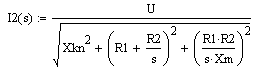 I2(s) := U / √(Xkn² + (R1 + R2/s)² + (R1·R2/(s·Xm))²)